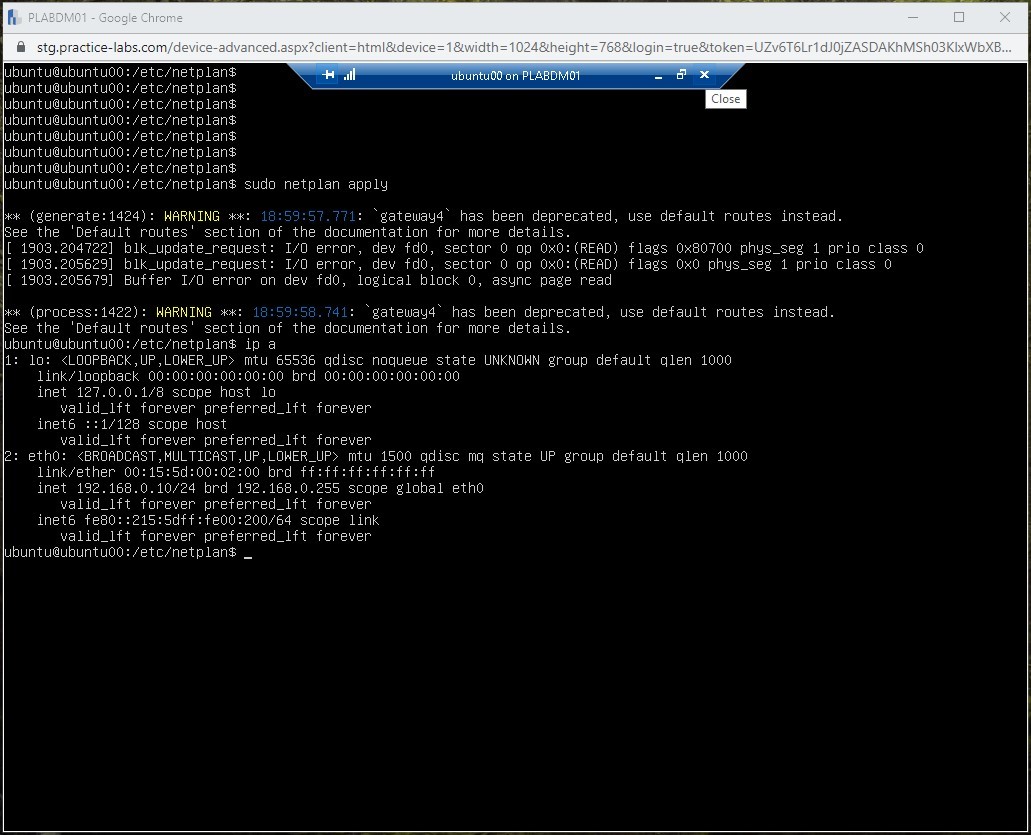 PLABDM01 - Google Chrome
stg.practice-labs.com/device-advanced.aspx?client=html&device=1&width=1024&height=768&login=true&token=UZv6T6Lr1dJ0jZASDAKhMSh03KlxWbXB...
ubuntu00 on PLABDM01
Close
ubuntu@ubuntu00:/etc/netplan$
ubuntu@ubuntu00:/etc/netplan$
ubuntu@ubuntu00:/etc/netplan$
ubuntu@ubuntu00:/etc/netplan$
ubuntu@ubuntu00:/etc/netplan$
ubuntu@ubuntu00:/etc/netplan$
ubuntu@ubuntu00:/etc/netplan$
ubuntu@ubuntu00:/etc/netplan$ sudo netplan apply
** (generate:1424): WARNING **: 18:59:57.771: `gateway4` has been deprecated, use default routes instead.
See the 'Default routes' section of the documentation for more details.
[ 1903.204722] blk_update_request: I/O error, dev fd0, sector 0 op 0x0:(READ) flags 0x80700 phys_seg 1 prio class 0
[ 1903.205629] blk_update_request: I/O error, dev fd0, sector 0 op 0x0:(READ) flags 0x0 phys_seg 1 prio class 0
[ 1903.205679] Buffer I/O error on dev fd0, logical block 0, async page read
** (process:1422): WARNING **: 18:59:58.741: `gateway4` has been deprecated, use default routes instead.
See the 'Default routes' section of the documentation for more details.
ubuntu@ubuntu00:/etc/netplan$ ip a
1: lo: <LOOPBACK,UP,LOWER_UP> mtu 65536 qdisc noqueue state UNKNOWN group default qlen 1000
link/loopback 00:00:00:00:00:00 brd 00:00:00:00:00:00
inet 127.0.0.1/8 scope host lo
valid_lft forever preferred_lft forever
inet6 ::1/128 scope host
valid_lft forever preferred_lft forever
2: eth0: <BROADCAST,MULTICAST,UP,LOWER_UP> mtu 1500 qdisc mq state UP group default qlen 1000
link/ether 00:15:5d:00:02:00 brd ff:ff:ff:ff:ff:ff
inet 192.168.0.10/24 brd 192.168.0.255 scope global eth0
valid_lft forever preferred_lft forever
inet6 fe80::215:5dff:fe00:200/64 scope link
valid_lft forever preferred_lft forever
ubuntu@ubuntu00:/etc/netplan$ _